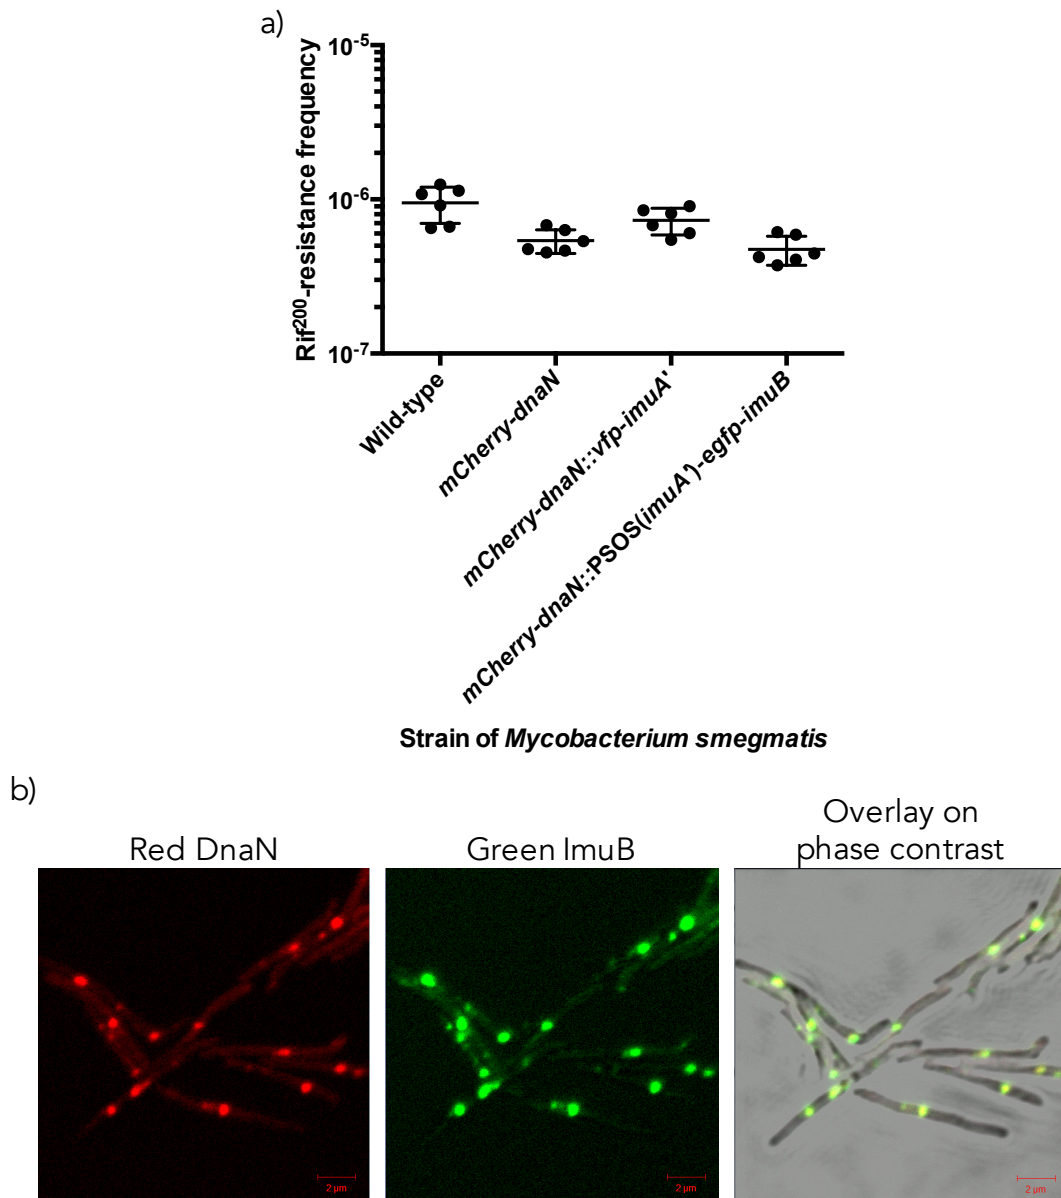 a)
10-5
10-6
10-7
Rif200-resistance frequency
Wild-type
mCherry-dnaN
mCherry-dnaN::vfp-imuA'
mCherry-dnaN::PSOS(imuA')-egfp-imuB
Strain of Mycobacterium smegmatis
b)
Red DnaN
Green ImuB
Overlay on
phase contrast
2 µm
2 µm
2 µm